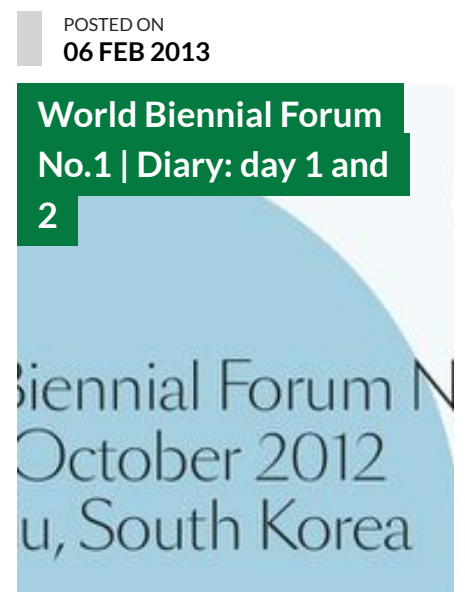 POSTED ON
06 FEB 2013
World Biennial Forum
No.1 | Diary: day 1 and
2
Biennial Forum N
October 2012
u, South Korea